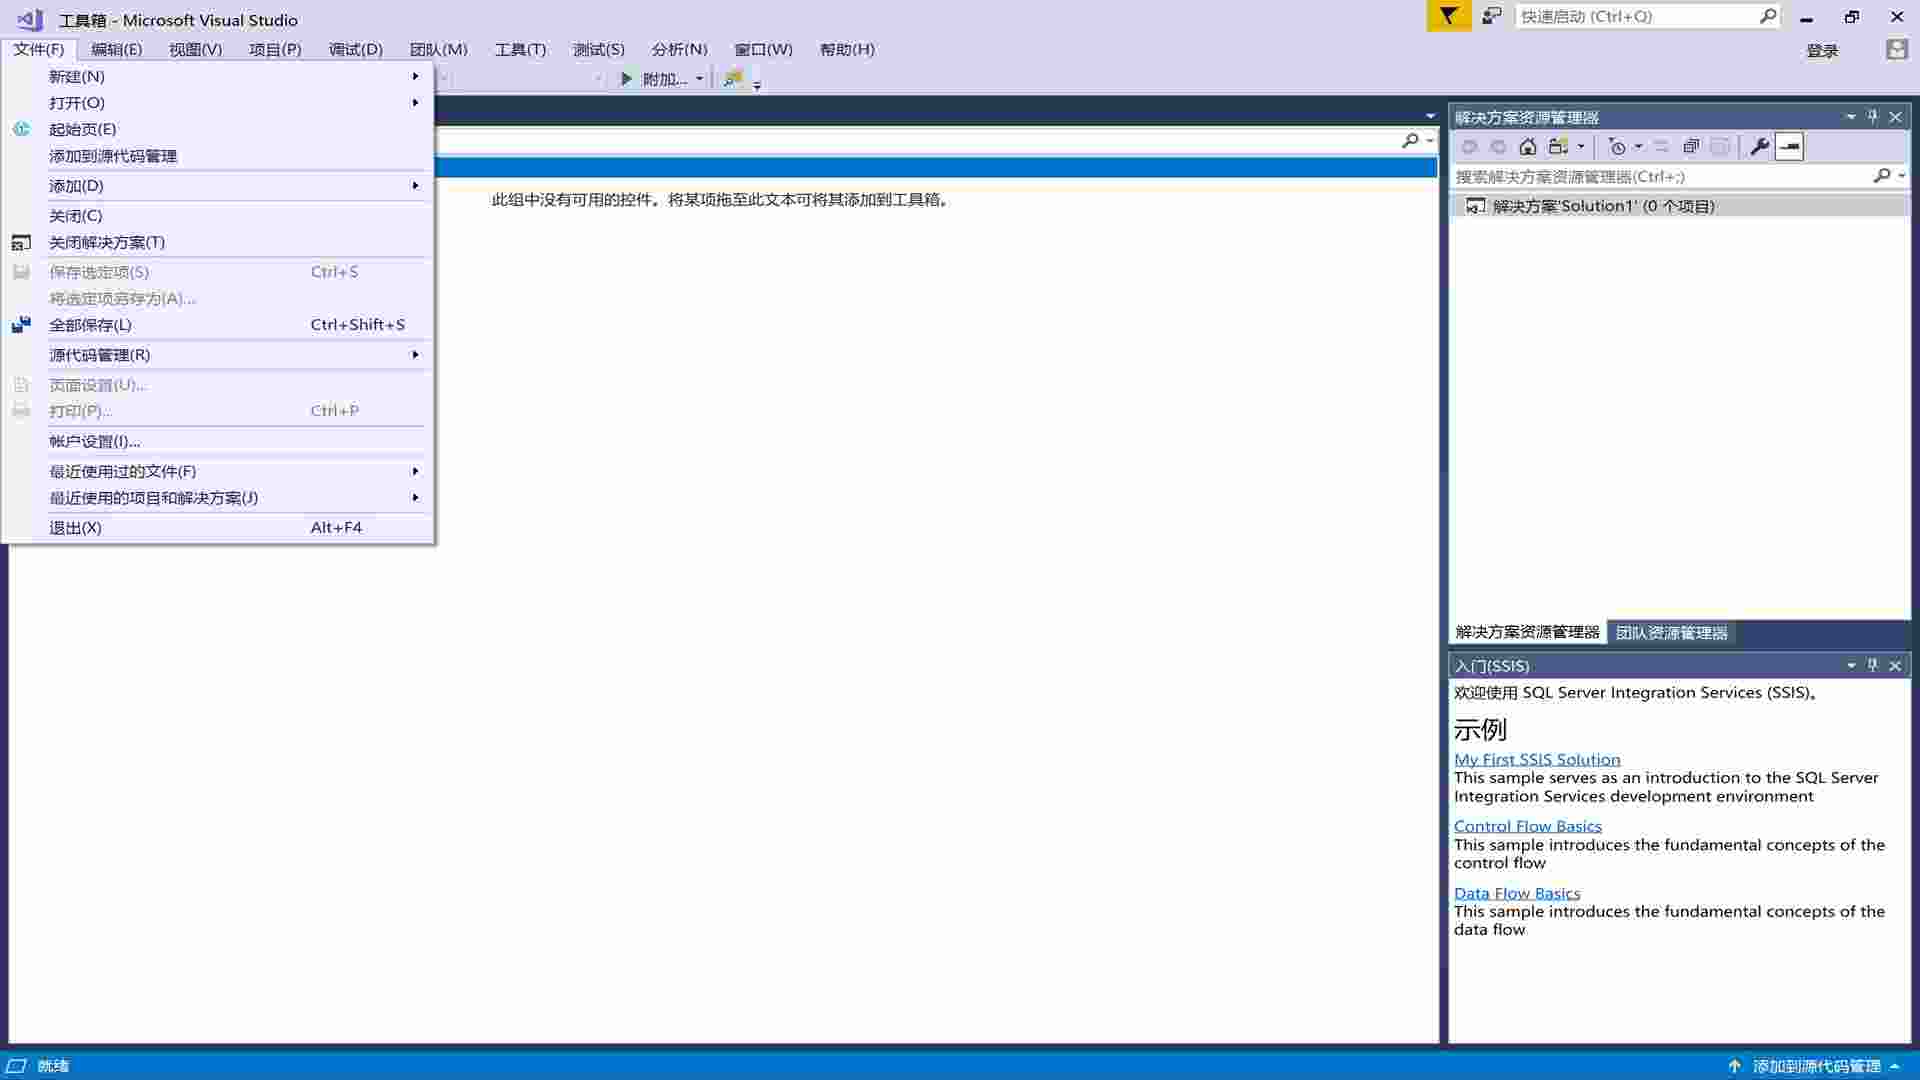 工具箱 - Microsoft Visual Studio
快速启动 (Ctrl+Q)
文件(F) 编辑(E) 视图(V) 项目(P) 调试(D) 团队(M) 工具(T) 测试(S) 分析(N) 窗口(W) 帮助(H)
登录
附加...
新建(N)
打开(O)
起始页(E)
添加到源代码管理
添加(D)
关闭(C)
关闭解决方案(T)
保存选定项(S) Ctrl+S
将选定项另存为(A)...
全部保存(L) Ctrl+Shift+S
源代码管理(R)
页面设置(U)...
打印(P)... Ctrl+P
帐户设置(I)...
最近使用过的文件(F)
最近使用的项目和解决方案(J)
退出(X) Alt+F4
此组中没有可用的控件。将某项拖至此文本可将其添加到工具箱。
解决方案资源管理器
搜索解决方案资源管理器(Ctrl+;)
解决方案'Solution1' (0 个项目)
解决方案资源管理器 团队资源管理器
入门(SSIS)
欢迎使用 SQL Server Integration Services (SSIS)。
示例
My First SSIS Solution
This sample serves as an introduction to the SQL Server
Integration Services development environment
Control Flow Basics
This sample introduces the fundamental concepts of the
control flow
Data Flow Basics
This sample introduces the fundamental concepts of the
data flow
就绪
添加到源代码管理